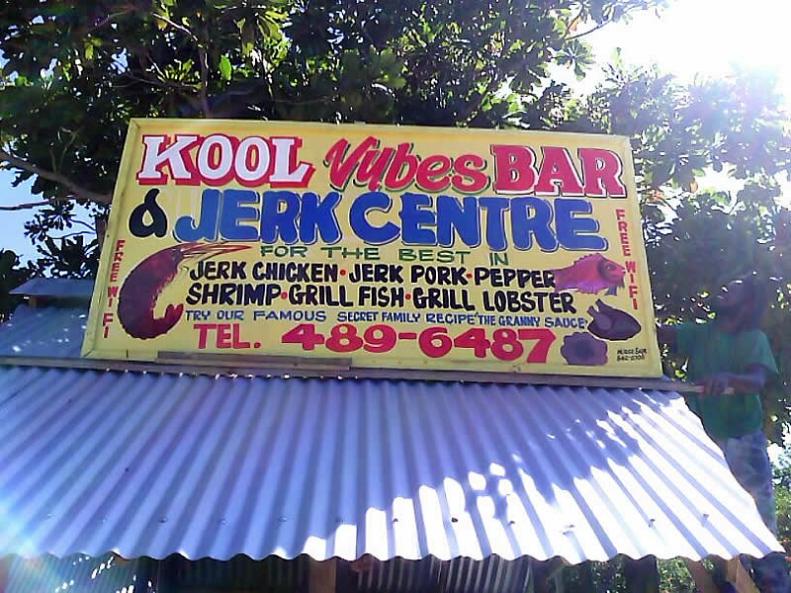 KOOL Vybes BAR
& JERK CENTRE
FOR THE BEST IN
JERK CHICKEN • JERK PORK • PEPPER
SHRIMP • GRILL FISH • GRILL LOBSTER
TRY OUR FAMOUS SECRET FAMILY RECIPE 'THE GRANNY SAUCE
TEL. 489-6487
FREE WIFI
FREE WIFI